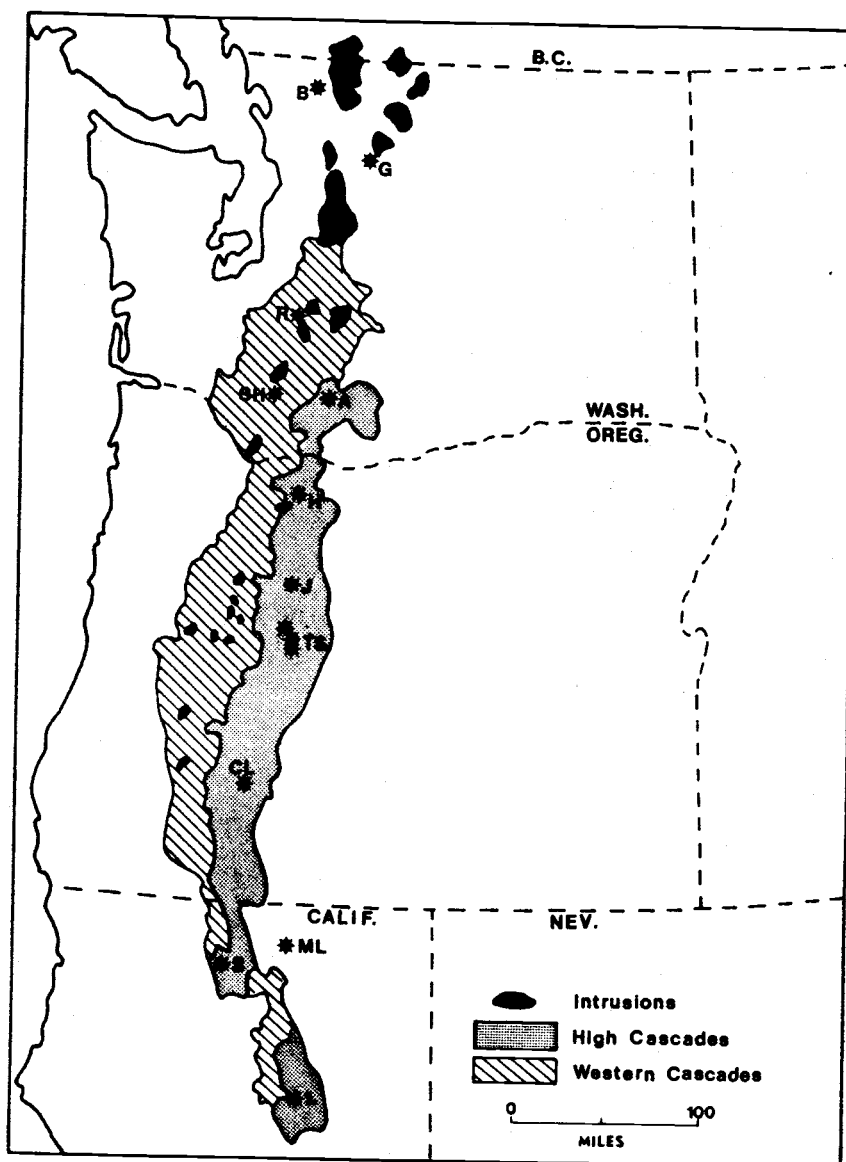 B.C.
B
G
R
SH
A
WASH.
OREG.
H
J
TS
CL
CALIF.
NEV.
ML
S
L
Intrusions
High Cascades
Western Cascades
0 100
MILES